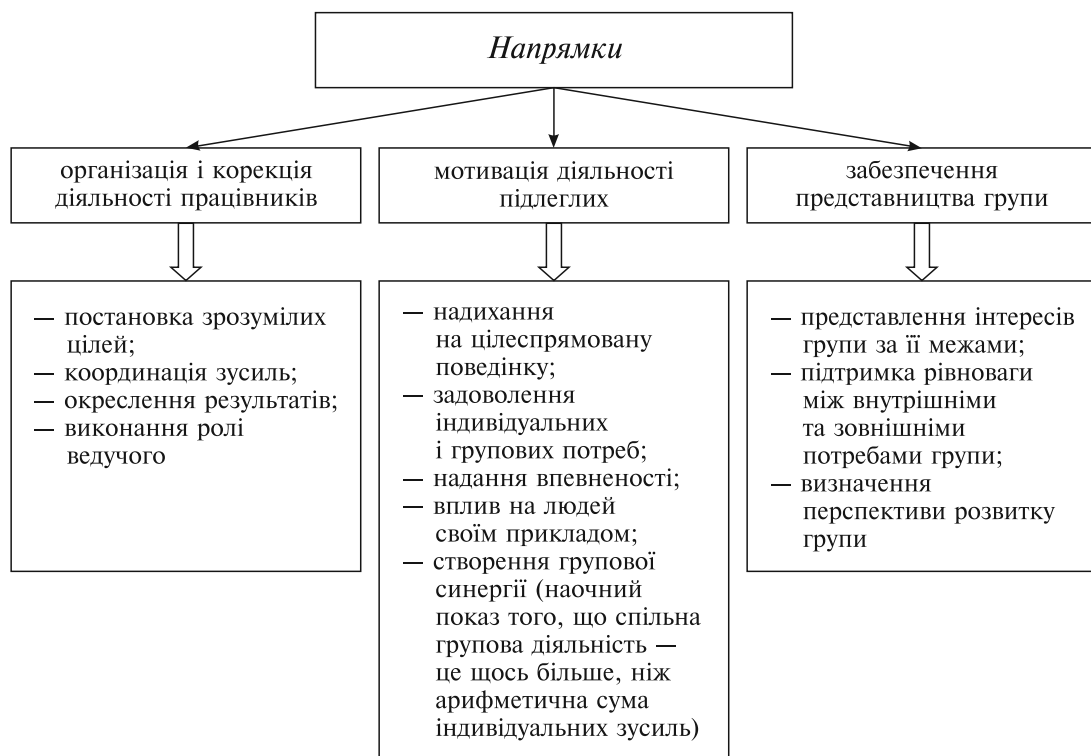 Напрямки
організація і корекція
діяльності працівників
мотивація діяльності
підлеглих
забезпечення
представництва групи
— постановка зрозумілих
цілей;
— координація зусиль;
— окреслення результатів;
— виконання ролі
ведучого
— надихання
на цілеспрямовану
поведінку;
— задоволення
індивідуальних
і групових потреб;
— надання впевненості;
— вплив на людей
своїм прикладом;
— створення групової
синергії (наочний
показ того, що спільна
групова діяльність —
це щось більше, ніж
арифметична сума
індивідуальних зусиль)
— представлення інтересів
групи за її межами;
— підтримка рівноваги
між внутрішніми
та зовнішніми
потребами групи;
— визначення
перспективи розвитку
групи